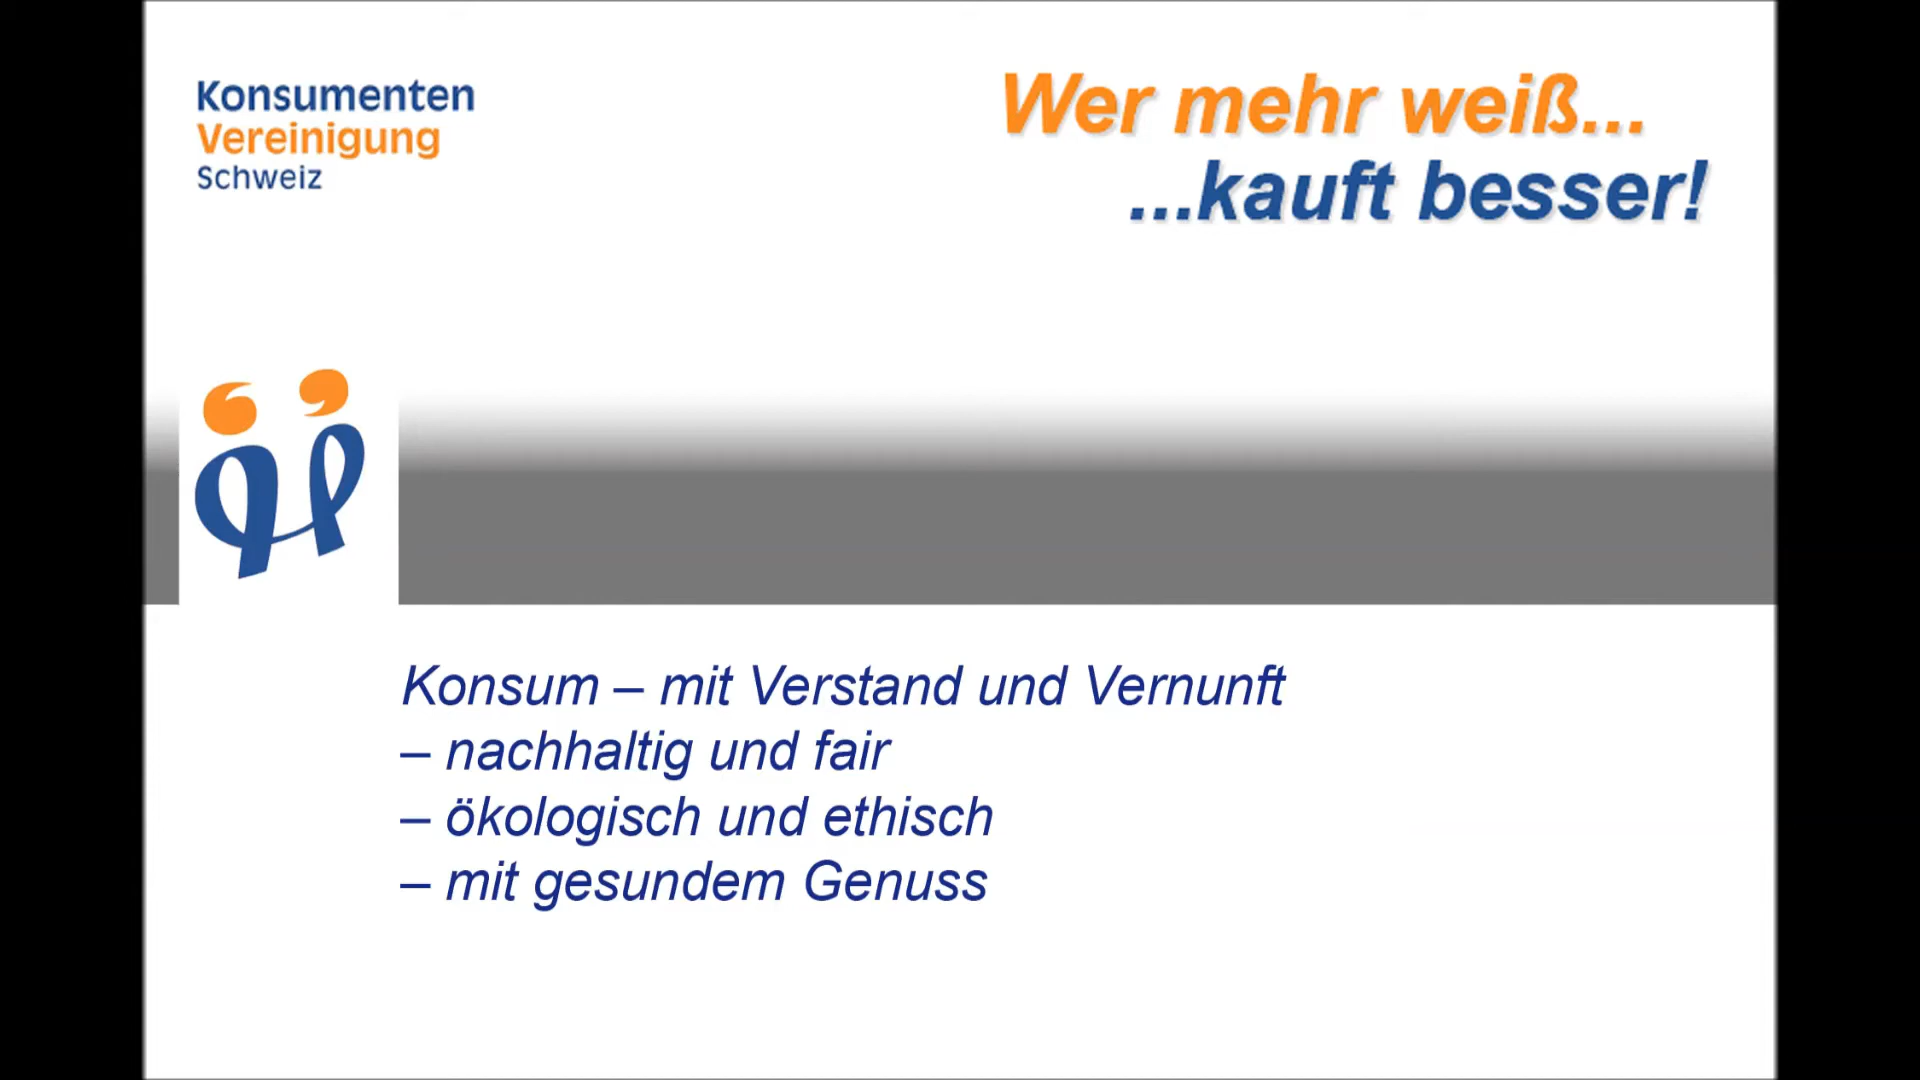 Konsumenten
Vereinigung
Schweiz
Wer mehr weiß...
...kauft besser!
Konsum – mit Verstand und Vernunft
– nachhaltig und fair
– ökologisch und ethisch
– mit gesundem Genuss